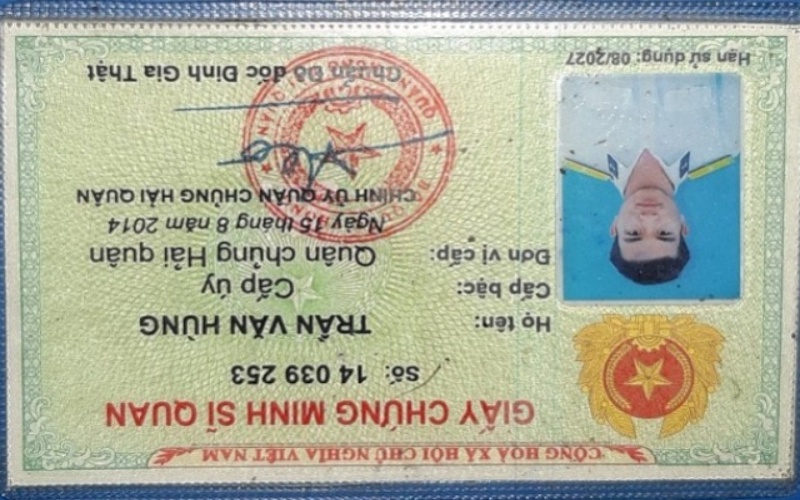 CỘNG HOÀ XÃ HỘI CHỦ NGHĨA VIỆT NAM
GIẤY CHỨNG MINH SĨ QUAN
Số: 14 039 253
Họ tên: TRẦN VĂN HÙNG
Cấp bậc: Cấp úy
Đơn vị cấp: Quân chủng Hải quân
Ngày 15 tháng 8 năm 2014
CHÍNH ỦY QUÂN CHỦNG HẢI QUÂN
Chuẩn Đô đốc Đinh Gia Thật
Hạn sử dụng: 08/2027